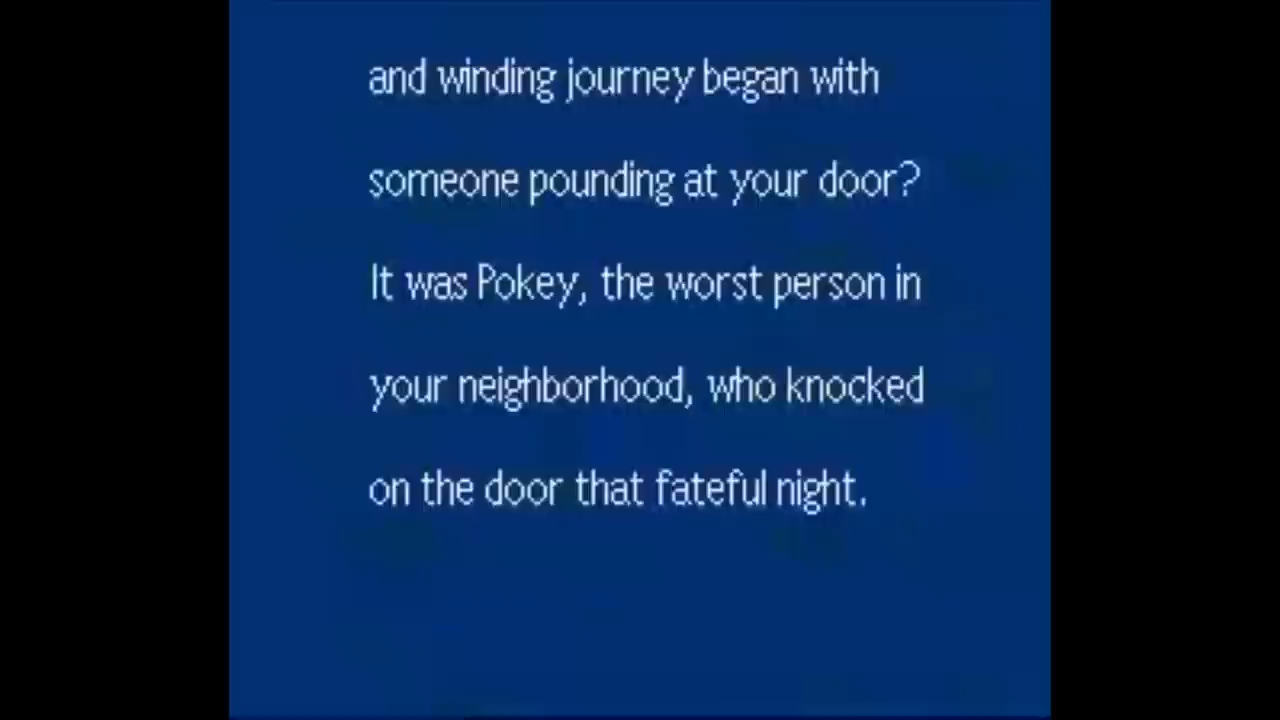 and winding journey began with
someone pounding at your door?
It was Pokey, the worst person in
your neighborhood, who knocked
on the door that fateful night.